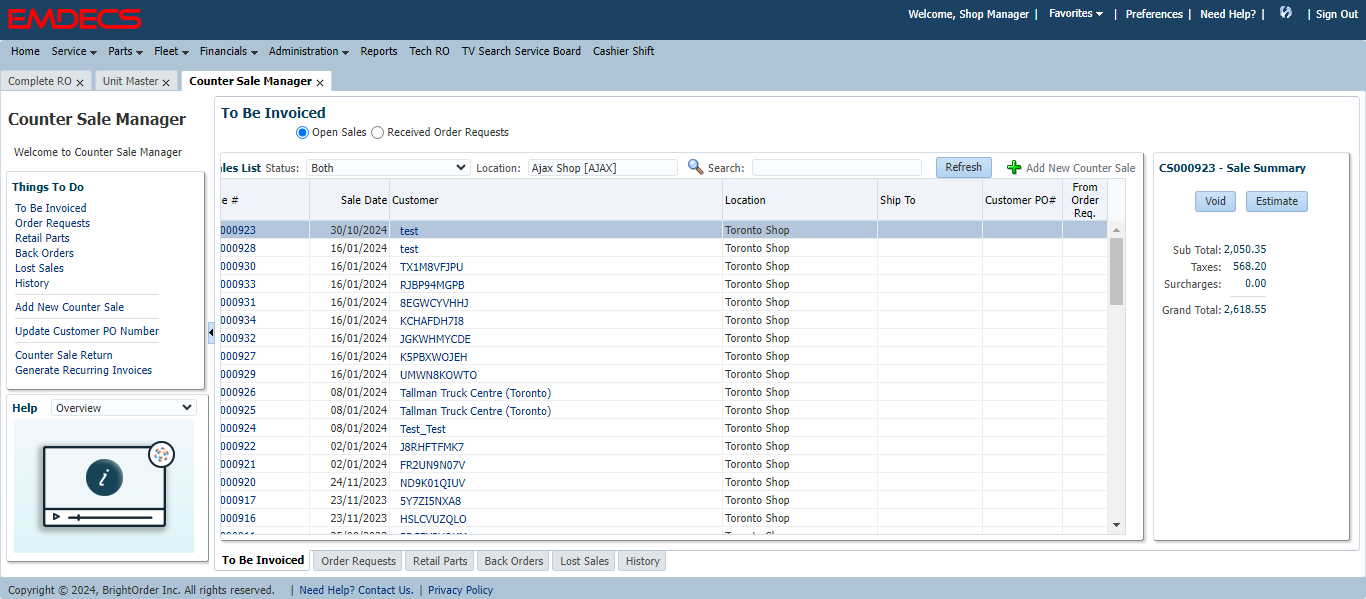 EMDECS
Welcome, Shop Manager | Favorites | Preferences | Need Help? | | Sign Out
Home Service Parts Fleet Financials Administration Reports Tech RO TV Search Service Board Cashier Shift
Complete RO Unit Master Counter Sale Manager
Counter Sale Manager
Welcome to Counter Sale Manager
Things To Do
To Be Invoiced
Order Requests
Retail Parts
Back Orders
Lost Sales
History
Add New Counter Sale
Update Customer PO Number
Counter Sale Return
Generate Recurring Invoices
Help Overview
i
To Be Invoiced
Open Sales Received Order Requests
les List Status: Both Location: Ajax Shop [AJAX] Search: Refresh Add New Counter Sale
e # Sale Date Customer Location Ship To Customer PO# From Order Req.
000923 30/10/2024 test Toronto Shop
000928 16/01/2024 test Toronto Shop
000930 16/01/2024 TX1M8VFJPU Toronto Shop
000933 16/01/2024 RJBP94MGPB Toronto Shop
000931 16/01/2024 8EGWCYVHHJ Toronto Shop
000934 16/01/2024 KCHAFDH7I8 Toronto Shop
000932 16/01/2024 JGKWHMYCDE Toronto Shop
000927 16/01/2024 K5PBXWOJEH Toronto Shop
000929 16/01/2024 UMWN8KOWTO Toronto Shop
000926 08/01/2024 Tallman Truck Centre (Toronto) Toronto Shop
000925 08/01/2024 Tallman Truck Centre (Toronto) Toronto Shop
000924 08/01/2024 Test_Test Toronto Shop
000922 02/01/2024 J8RHFTFMK7 Toronto Shop
000921 02/01/2024 FR2UN9N07V Toronto Shop
000920 24/11/2023 ND9K01QIUV Toronto Shop
000917 23/11/2023 5Y7ZI5NXA8 Toronto Shop
000916 23/11/2023 HSLCVUZQLO Toronto Shop
CS000923 - Sale Summary
Void Estimate
Sub Total: 2,050.35
Taxes: 568.20
Surcharges: 0.00
Grand Total: 2,618.55
To Be Invoiced Order Requests Retail Parts Back Orders Lost Sales History
Copyright © 2024, BrightOrder Inc. All rights reserved. | Need Help? Contact Us. | Privacy Policy